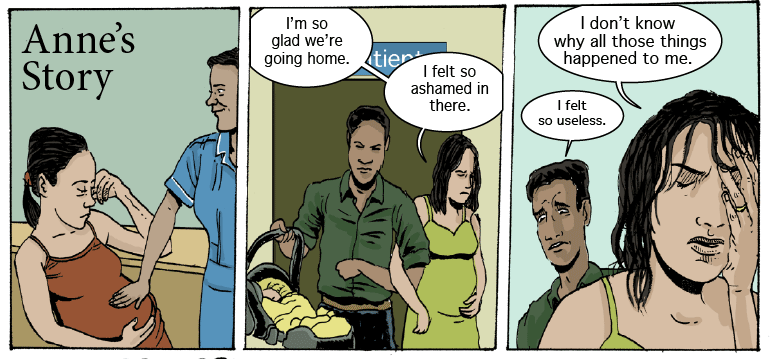 Anne's
Story
I'm so
glad we're
going home.
I felt so
ashamed in
there.
I don't know
why all those things
happened to me.
I felt
so useless.